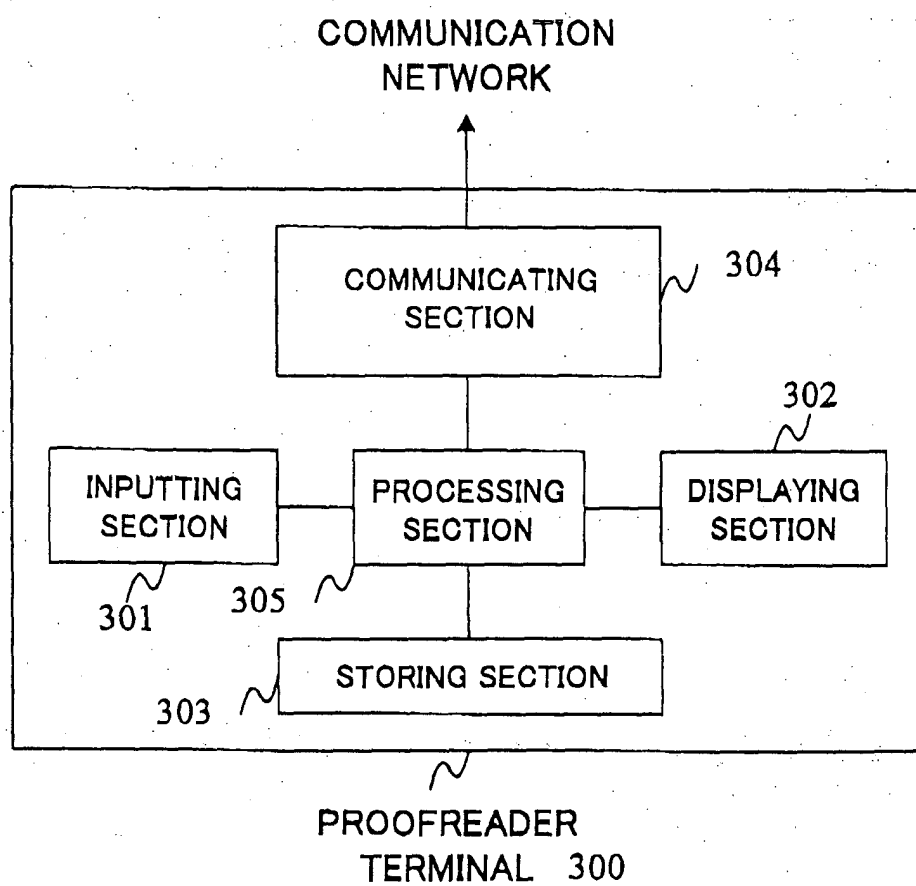 COMMUNICATION
NETWORK
COMMUNICATING
SECTION
304
302
INPUTTING
SECTION
PROCESSING
SECTION
DISPLAYING
SECTION
301
305
STORING SECTION
303
PROOFREADER
TERMINAL 300